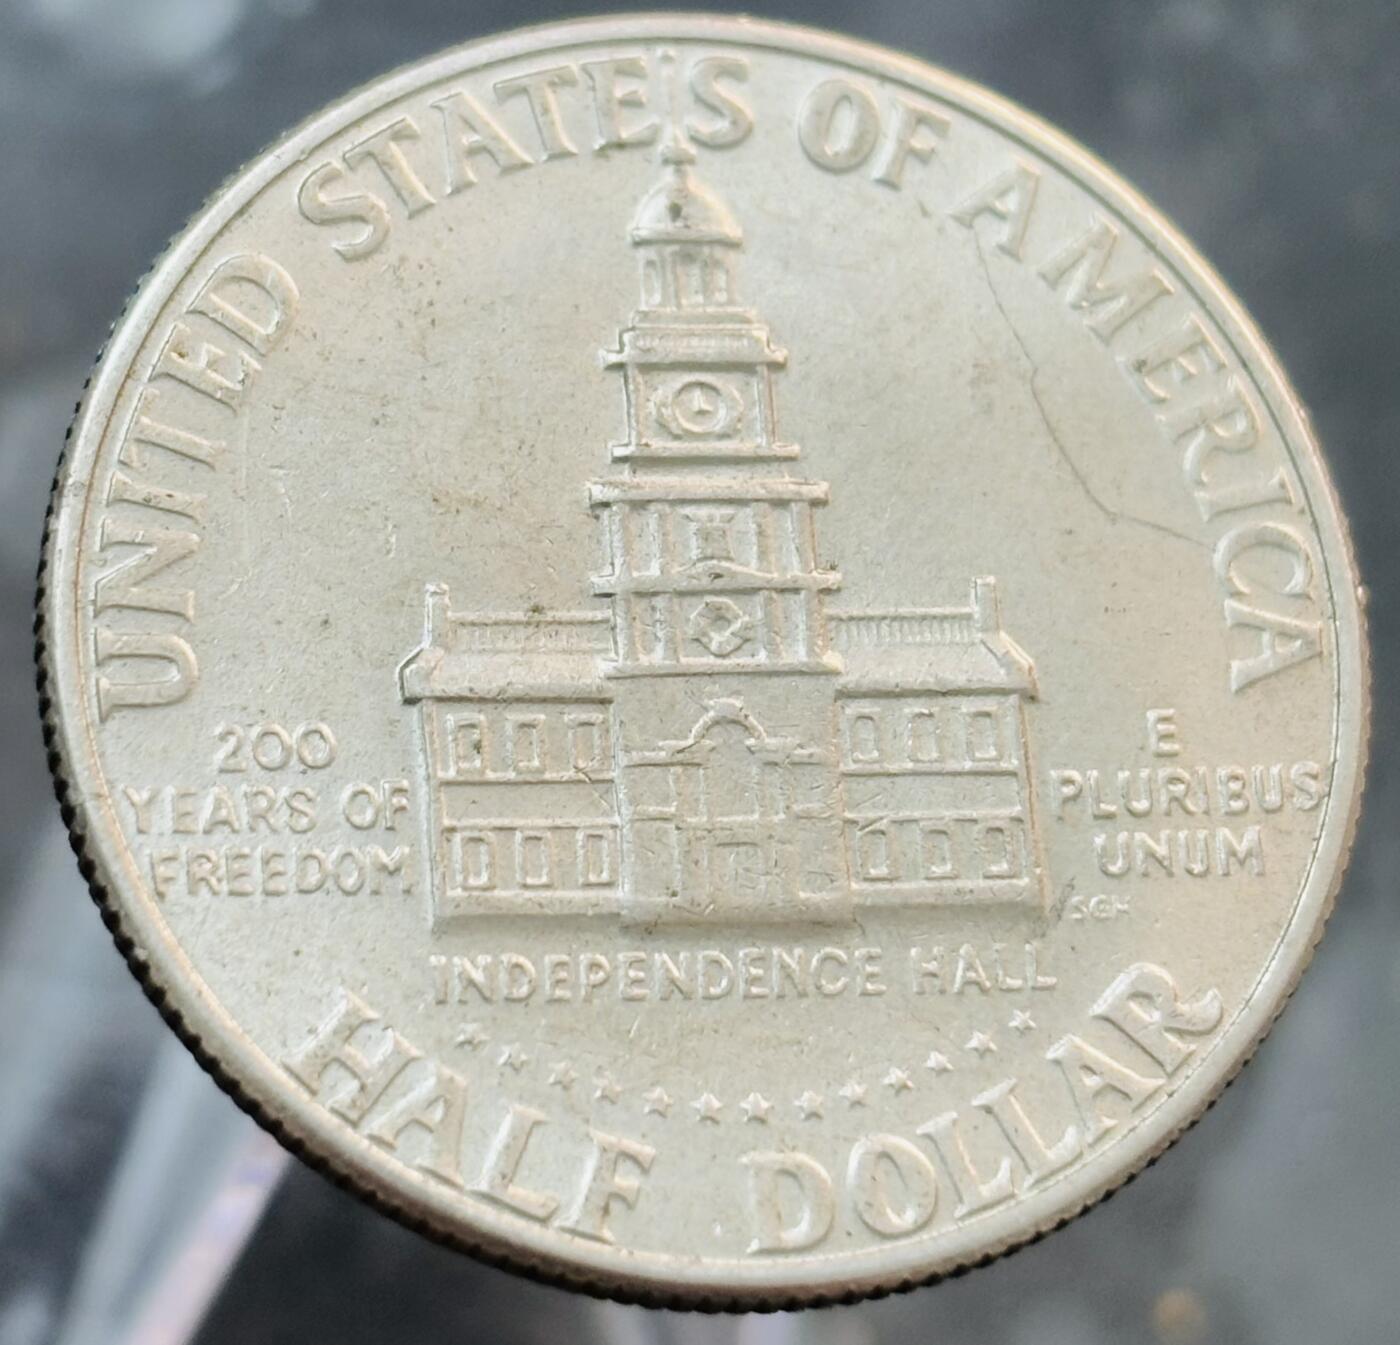 UNITED STATES OF AMERICA
200
YEARS OF
FREEDOM
E
PLURIBUS
UNUM
SGH
INDEPENDENCE HALL
HALF DOLLAR